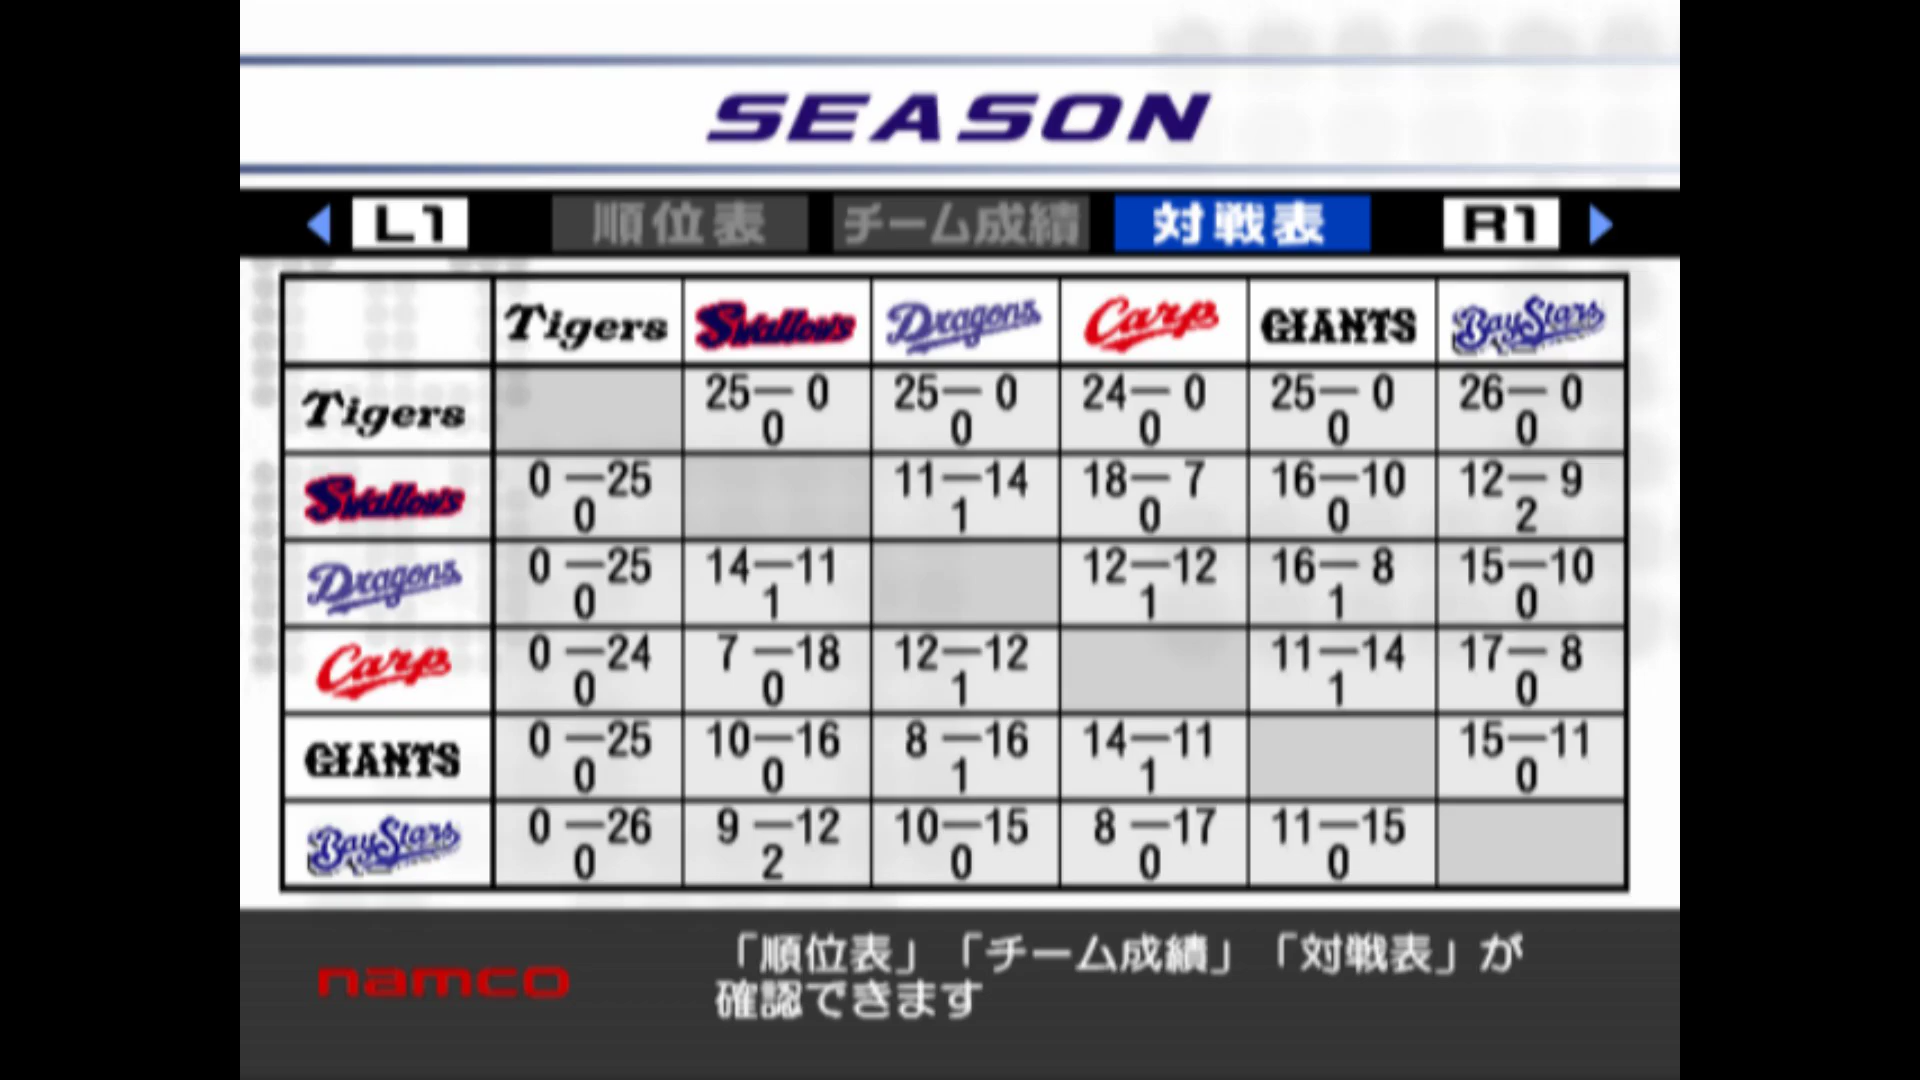 SEASON
L1 順位表 チーム成績 対戦表 R1
Tigers Swallows Dragons Carp GIANTS BayStars
Tigers 25— 0 25— 0 24— 0 25— 0 26— 0
0 0 0 0 0
Swallows 0 —25 11—14 18— 7 16—10 12— 9
0 1 0 0 2
Dragons 0 —25 14—11 12—12 16— 8 15—10
0 1 1 1 0
Carp 0 —24 7 —18 12—12 11—14 17— 8
0 0 1 1 0
GIANTS 0 —25 10—16 8 —16 14—11 15—11
0 0 1 1 0
BayStars 0 —26 9 —12 10—15 8 —17 11—15
0 2 0 0 0
namco
「順位表」「チーム成績」「対戦表」が
確認できます